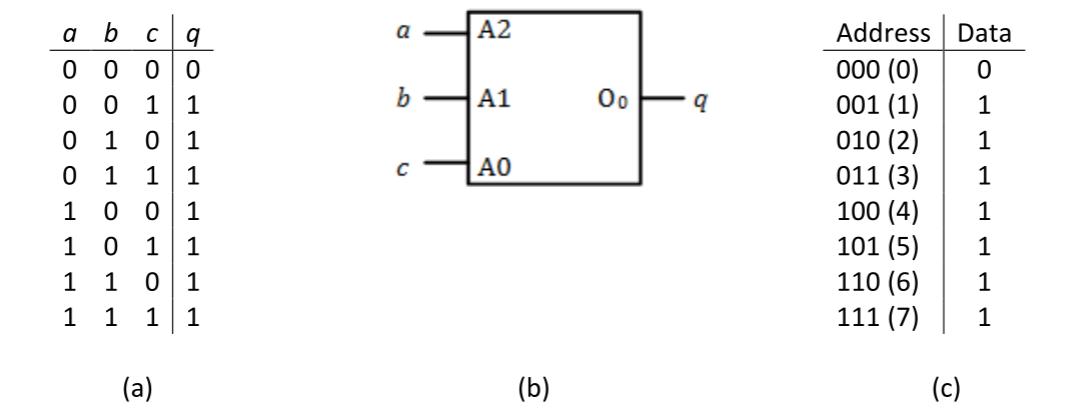 a b c q
0 0 0 0
0 0 1 1
0 1 0 1
0 1 1 1
1 0 0 1
1 0 1 1
1 1 0 1
1 1 1 1
(a)
a A2
b A1 O₀ q
c A0
(b)
Address Data
000 (0) 0
001 (1) 1
010 (2) 1
011 (3) 1
100 (4) 1
101 (5) 1
110 (6) 1
111 (7) 1
(c)